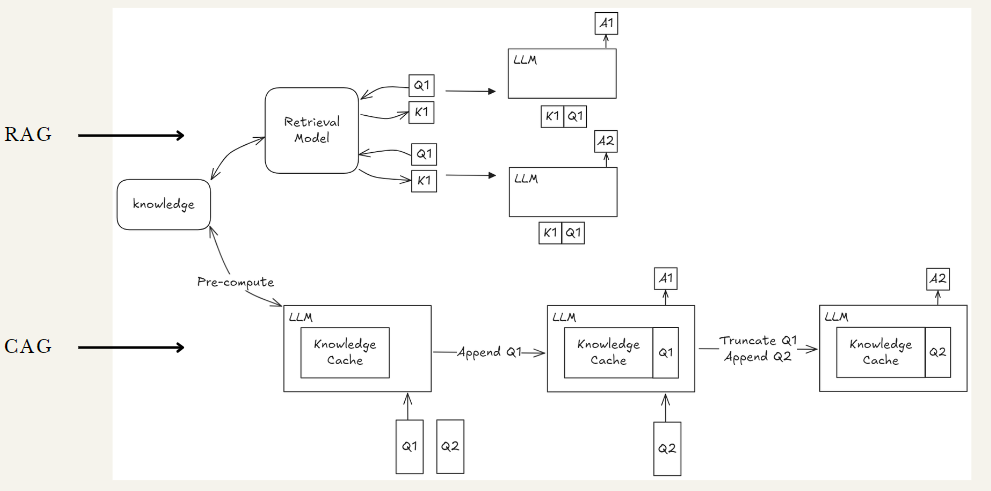 RAG
knowledge
Retrieval
Model
Q1
K1
Q1
K1
A1
LLM
K1 Q1
A2
LLM
K1 Q1
Pre-compute
CAG
LLM
Knowledge
Cache
Q1
Q2
Append Q1
A1
LLM
Knowledge
Cache
Q1
Q2
Truncate Q1
Append Q2
A2
LLM
Knowledge
Cache
Q2